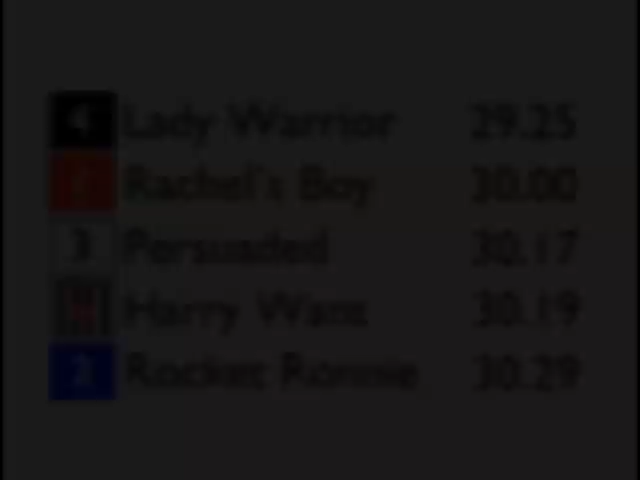 4 Lady Warrior 29.25
Rachel's Boy 30.00
3 Persuaded 30.17
Harry Want 30.19
2 Rocket Ronnie 30.29